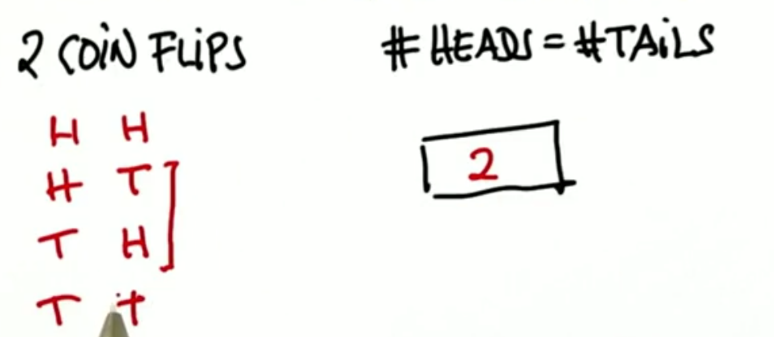 2 COiN FLiPS
#HEADS = #TAiLS
H H
H T
T H
T T
2